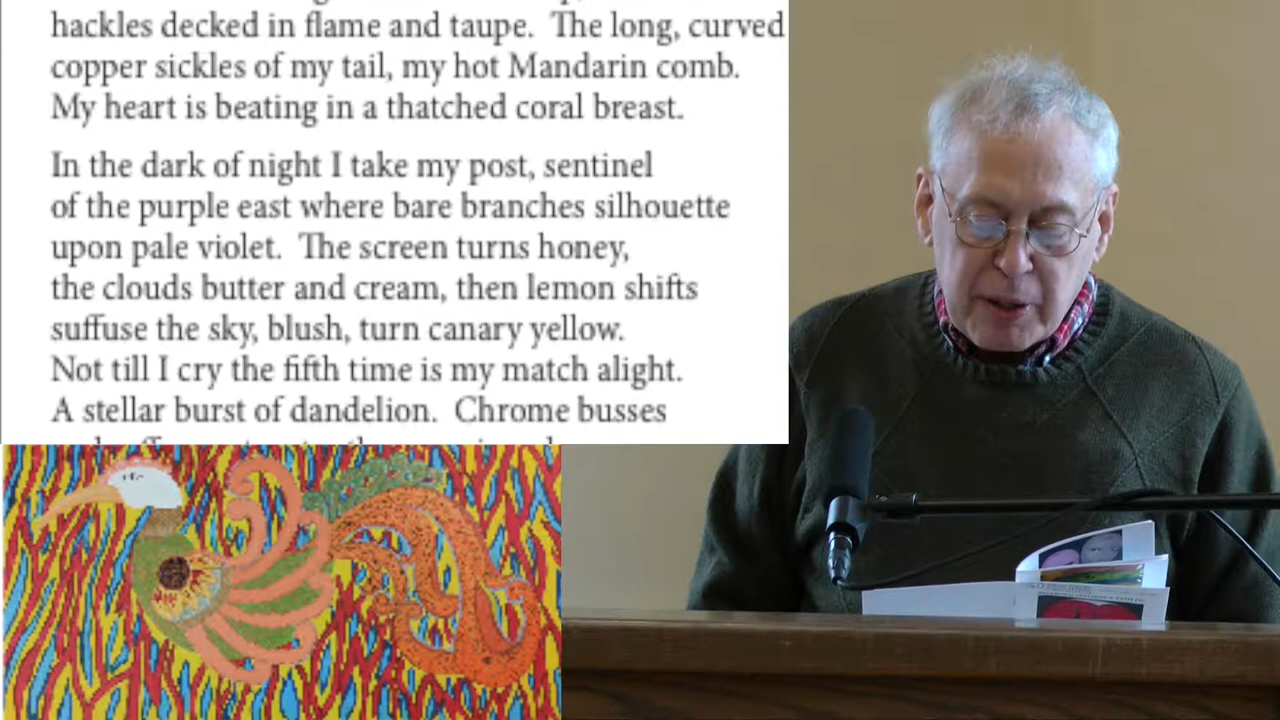 hackles decked in flame and taupe. The long, curved
copper sickles of my tail, my hot Mandarin comb.
My heart is beating in a thatched coral breast.
In the dark of night I take my post, sentinel
of the purple east where bare branches silhouette
upon pale violet. The screen turns honey,
the clouds butter and cream, then lemon shifts
suffuse the sky, blush, turn canary yellow.
Not till I cry the fifth time is my match alight.
A stellar burst of dandelion. Chrome busses